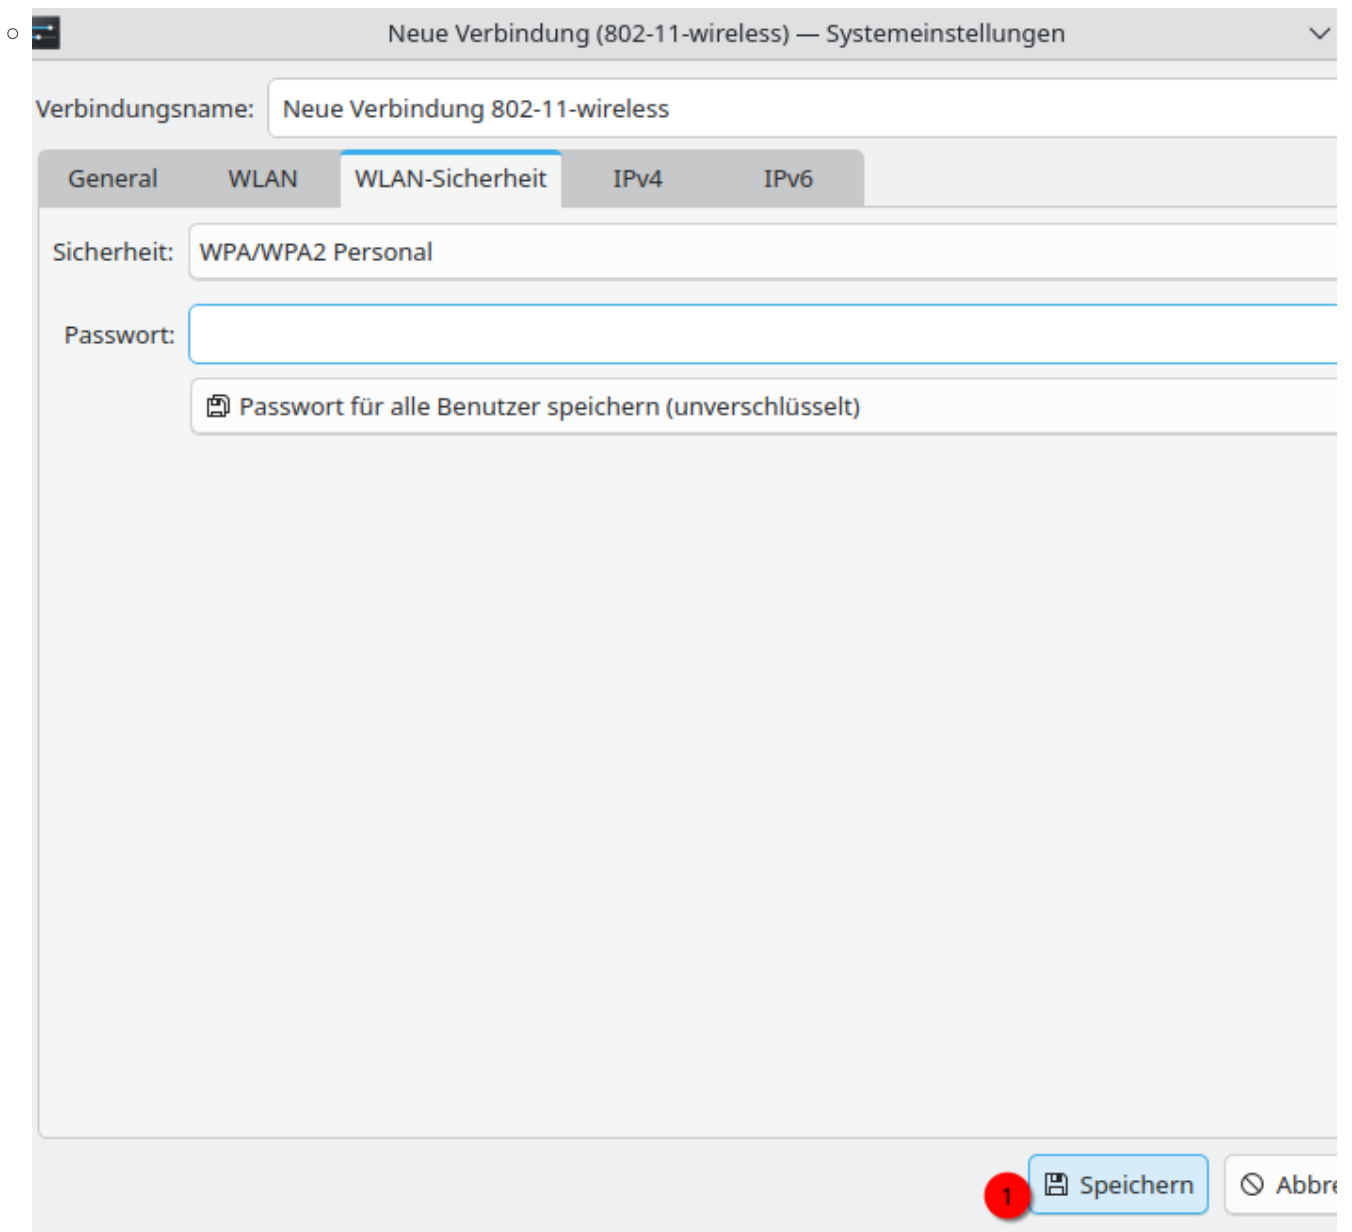 Neue Verbindung (802-11-wireless) — Systemeinstellungen
Verbindungsname: Neue Verbindung 802-11-wireless
General WLAN WLAN-Sicherheit IPv4 IPv6
Sicherheit: WPA/WPA2 Personal
Passwort:
Passwort für alle Benutzer speichern (unverschlüsselt)
1 Speichern Abbre